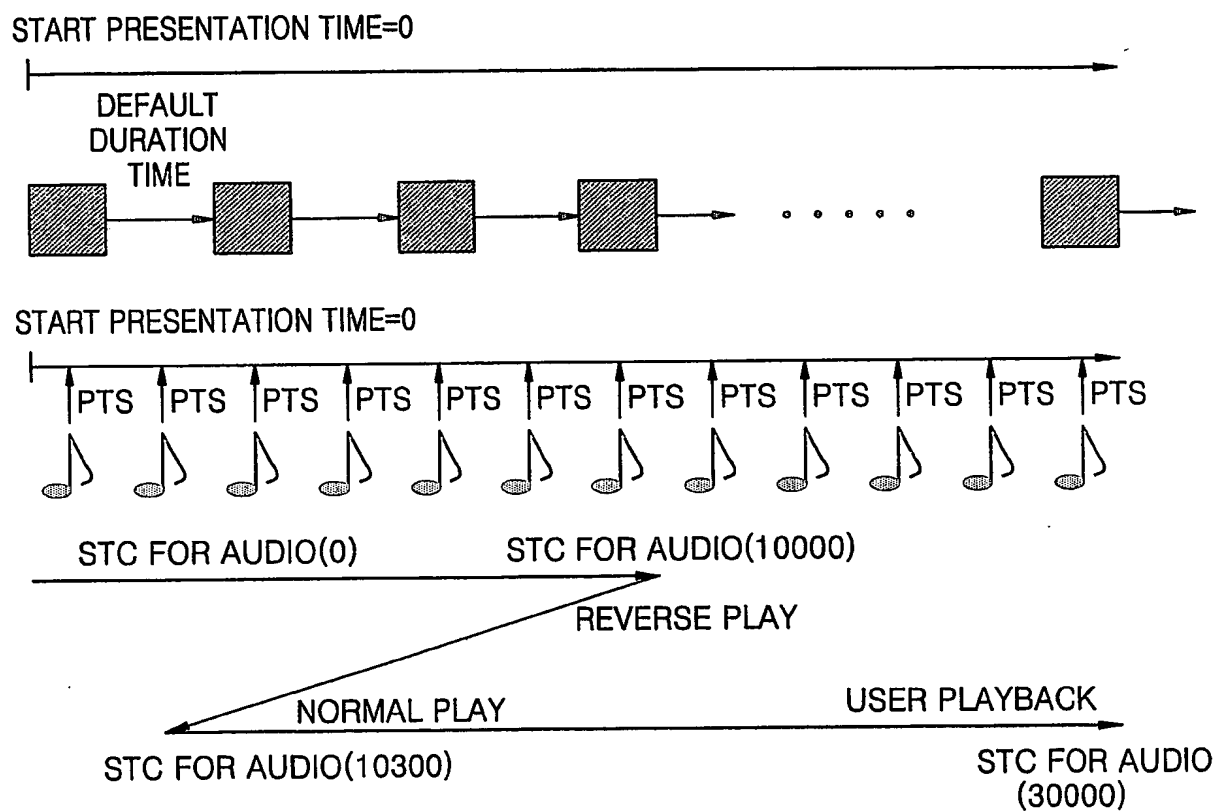 START PRESENTATION TIME=0
DEFAULT
DURATION
TIME
START PRESENTATION TIME=0
PTS PTS PTS PTS PTS PTS PTS PTS PTS PTS PTS PTS
STC FOR AUDIO(0) STC FOR AUDIO(10000)
REVERSE PLAY
NORMAL PLAY USER PLAYBACK
STC FOR AUDIO(10300) STC FOR AUDIO
(30000)